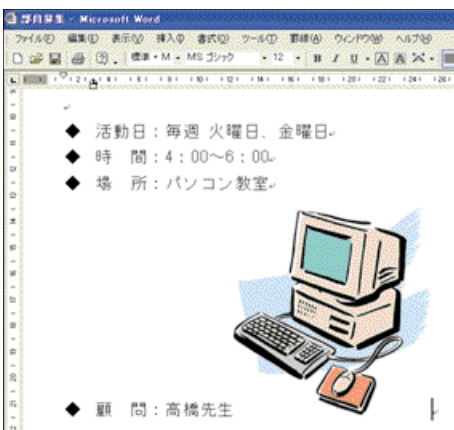 部員募集 - Microsoft Word
ファイル(F) 編集(E) 表示(V) 挿入(I) 書式(O) ツール(T) 罫線(A) ウィンドウ(W) ヘルプ(H)
標準 + M MS ゴシック 12 B I U A A
◆ 活動日：毎週 火曜日、金曜日
◆ 時　間：4：00～6：00
◆ 場　所：パソコン教室
◆ 顧　問：高橋先生